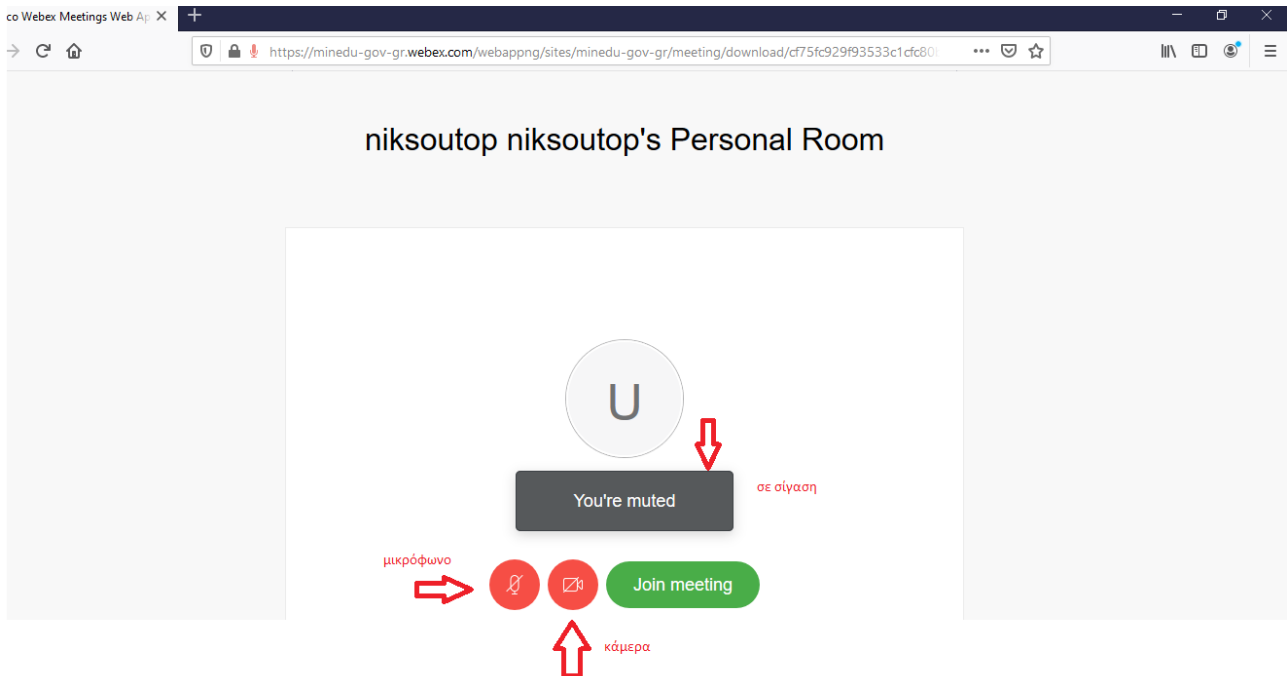 co Webex Meetings Web Ap
https://minedu-gov-gr.webex.com/webappng/sites/minedu-gov-gr/meeting/download/cf75fc929f93533c1cfc80
niksoutop niksoutop's Personal Room
U
You're muted
σε σίγαση
μικρόφωνο
Join meeting
κάμερα